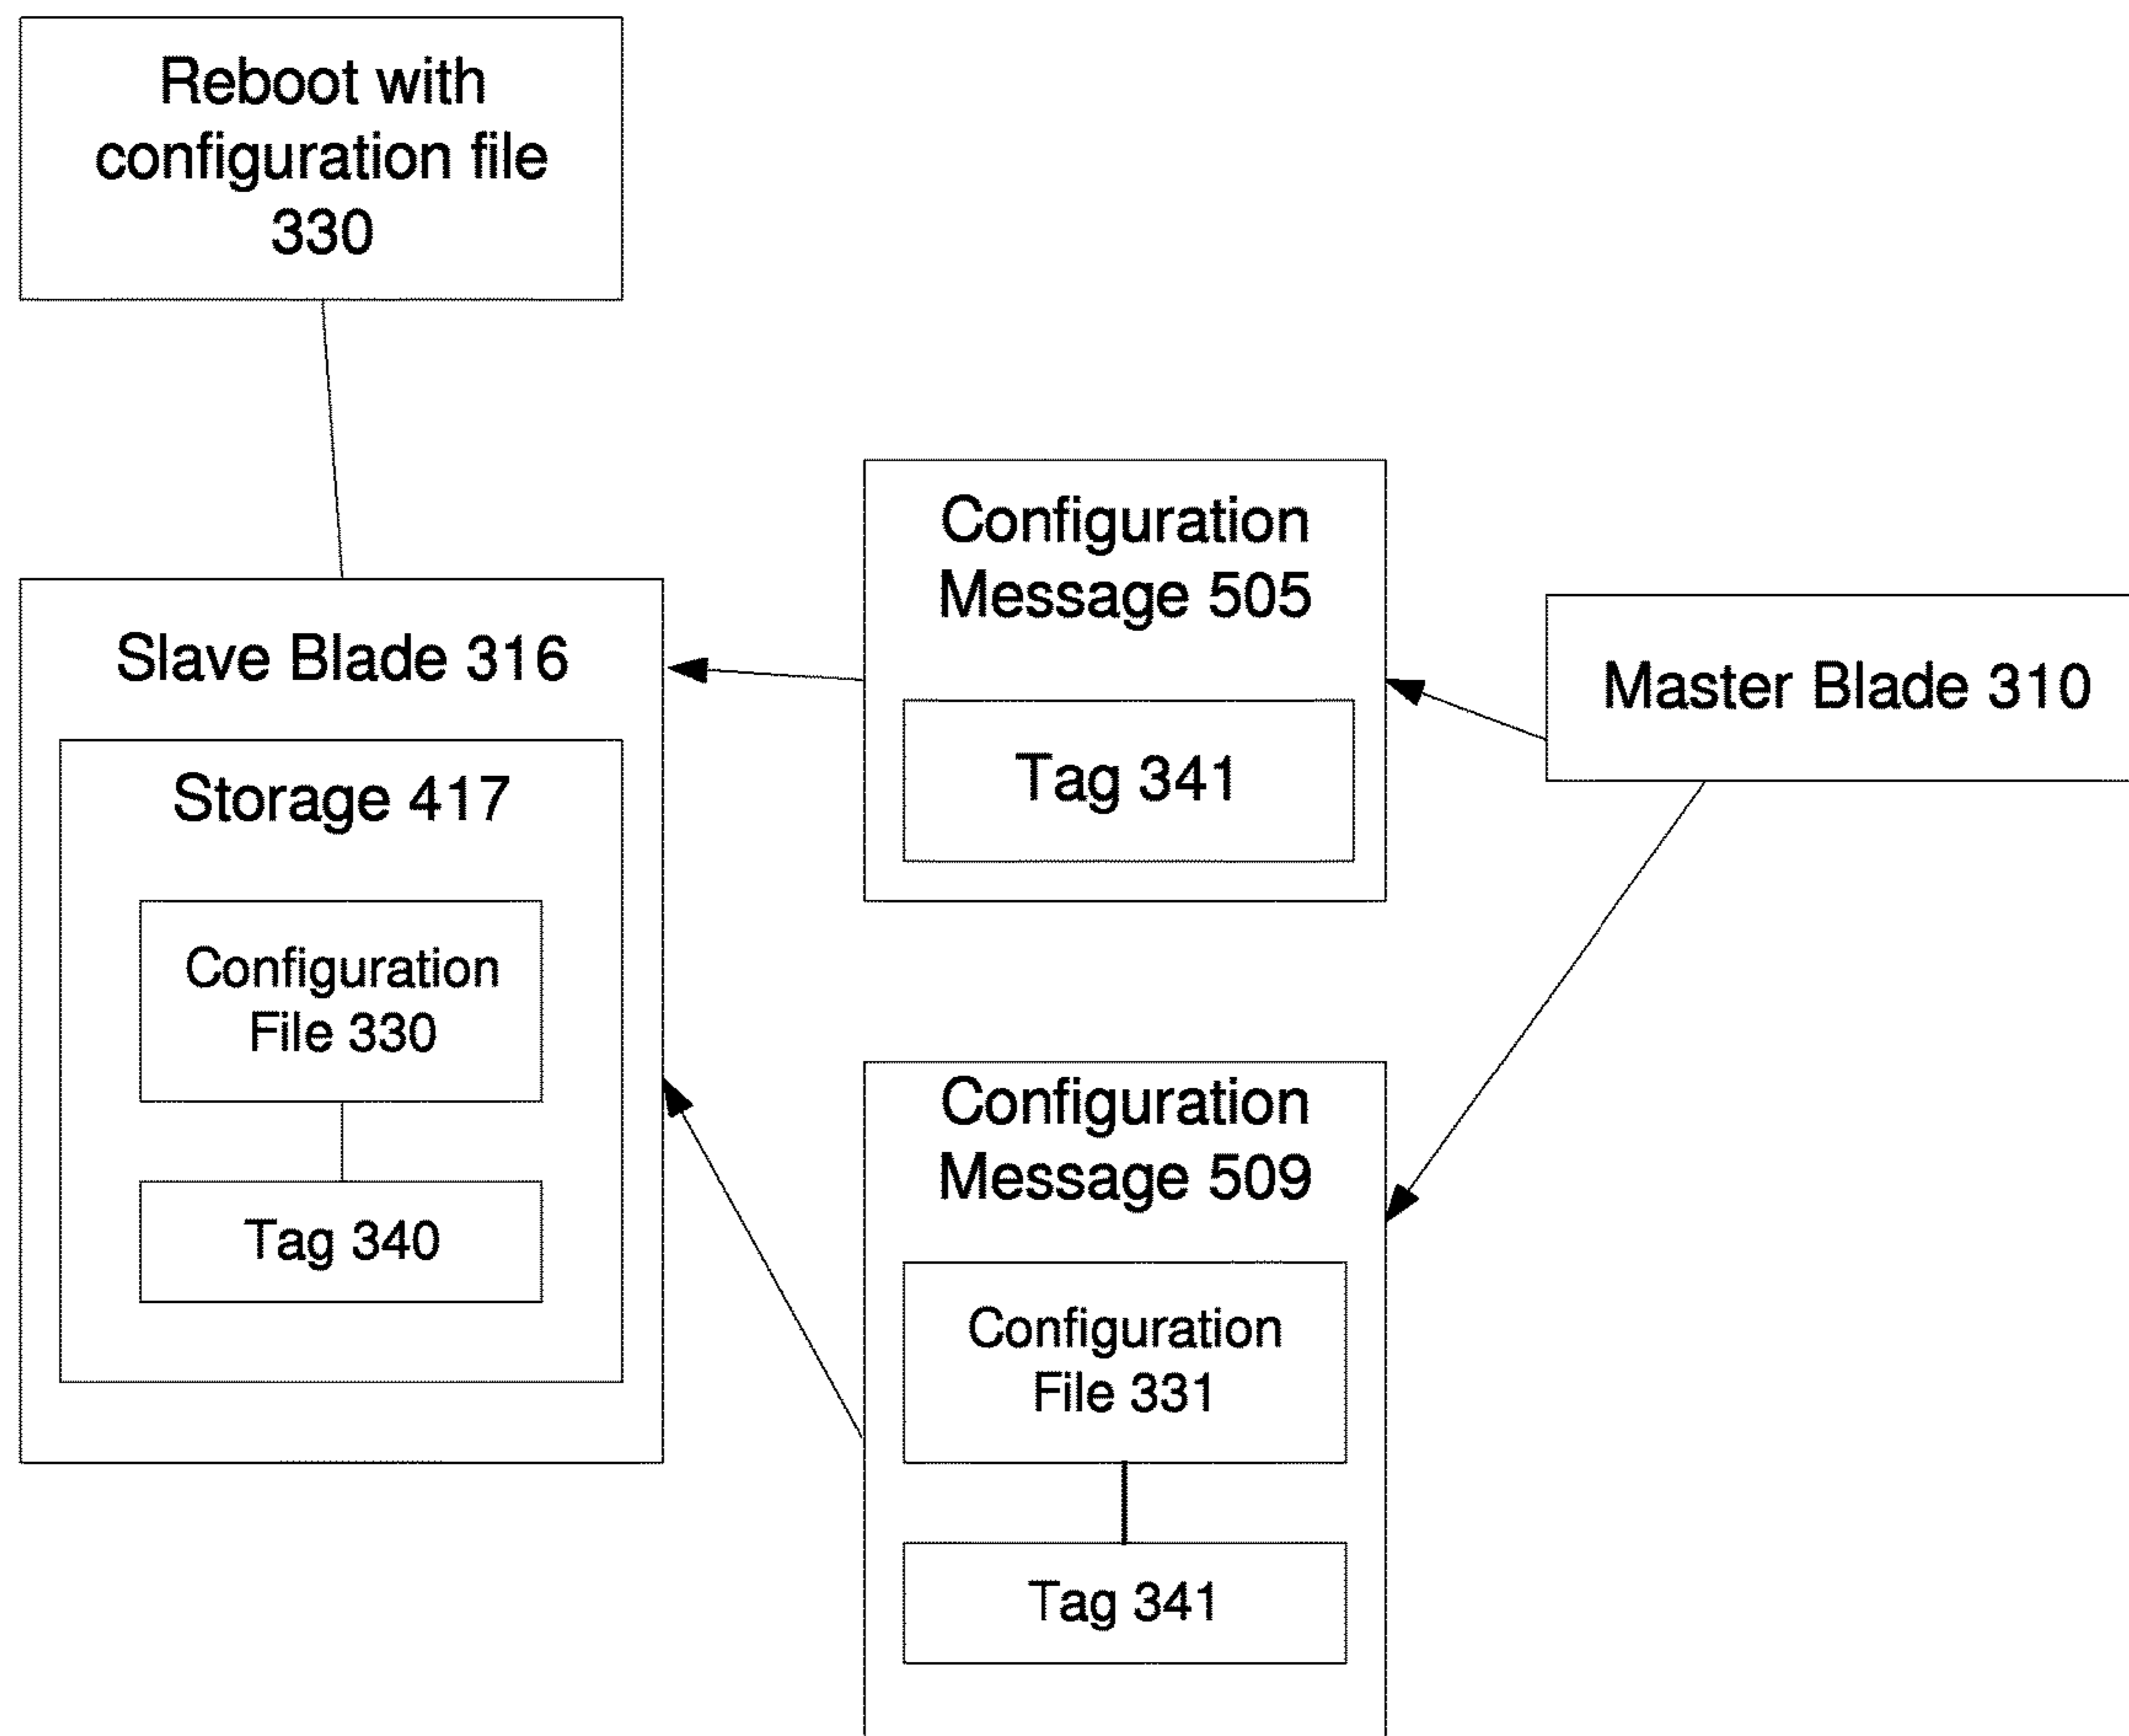 Reboot with
configuration file
330
Slave Blade 316
Storage 417
Configuration
File 330
Tag 340
Configuration
Message 505
Tag 341
Configuration
Message 509
Configuration
File 331
Tag 341
Master Blade 310